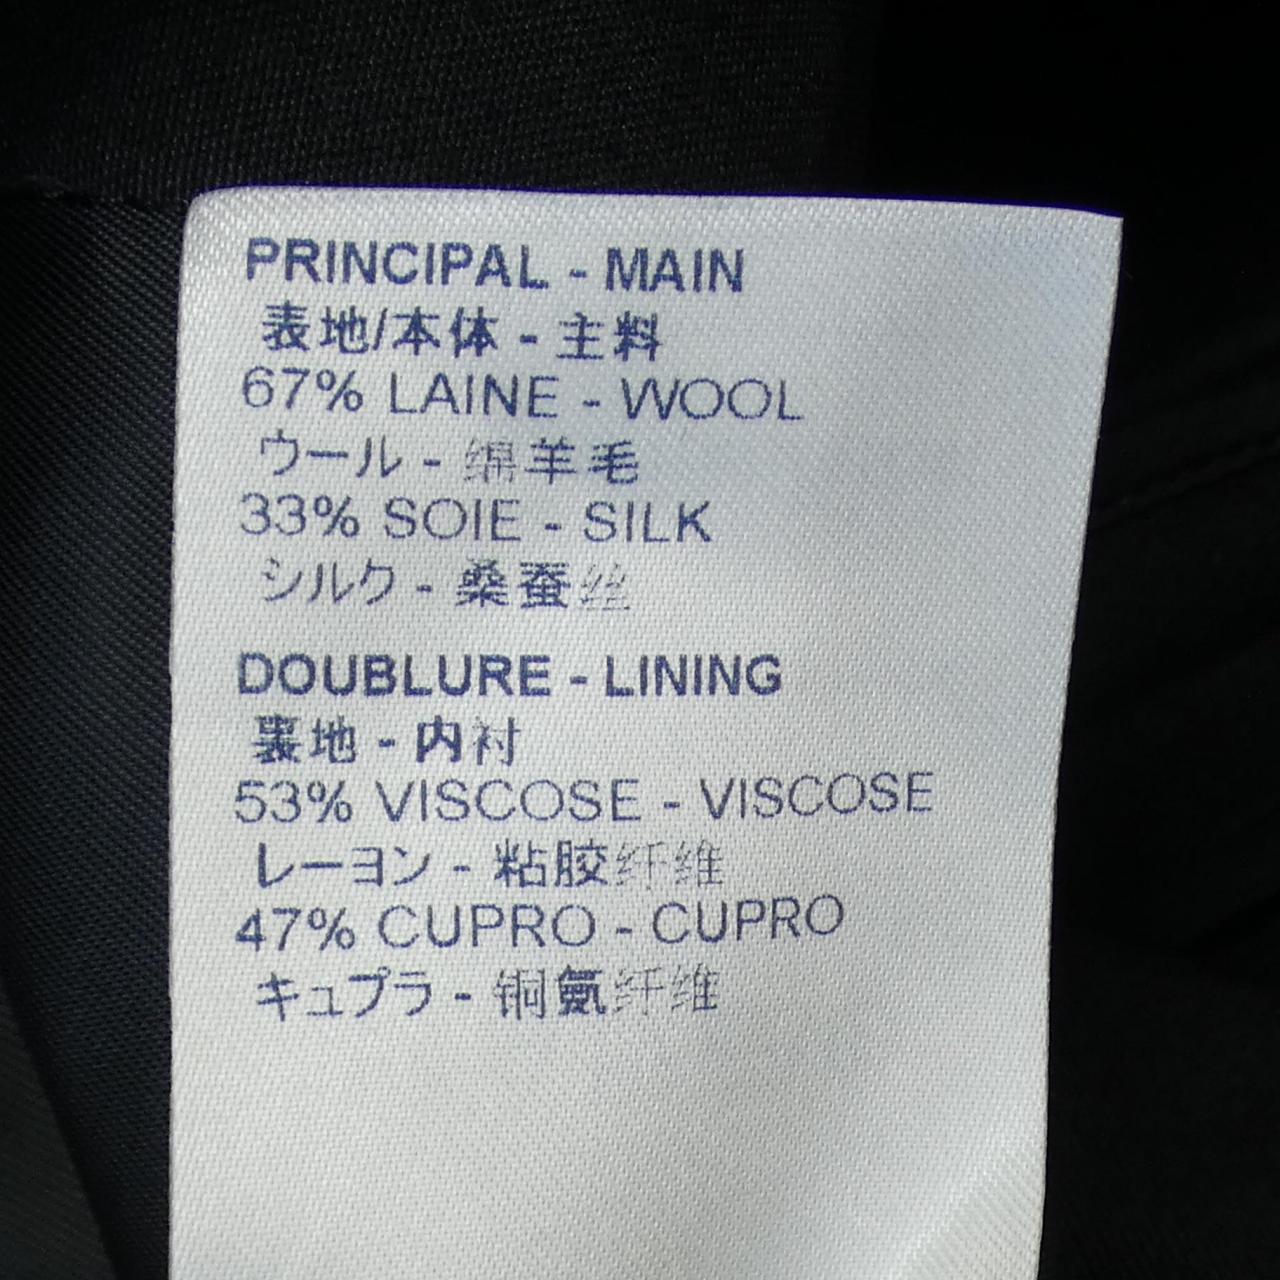 PRINCIPAL - MAIN
表地/本体 - 主料
67% LAINE - WOOL
ウール - 绵羊毛
33% SOIE - SILK
シルク - 桑蚕丝
DOUBLURE - LINING
裏地 - 内衬
53% VISCOSE - VISCOSE
レーヨン - 粘胶纤维
47% CUPRO - CUPRO
キュプラ - 铜氨纤维